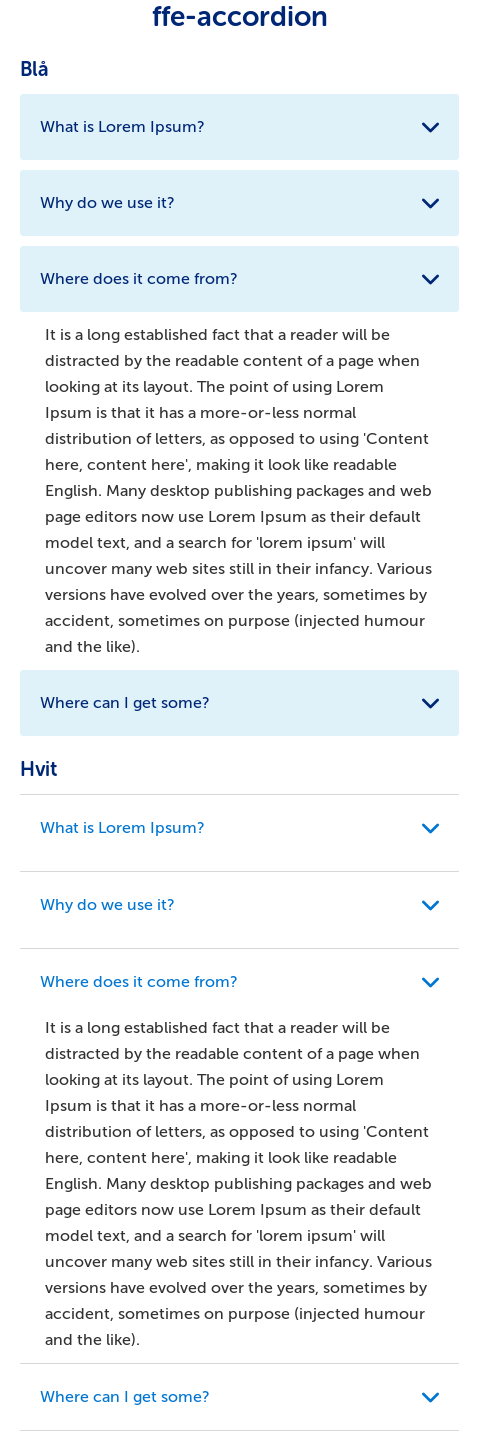 ffe-accordion
Blå
What is Lorem Ipsum?
Why do we use it?
Where does it come from?
It is a long established fact that a reader will be
distracted by the readable content of a page when
looking at its layout. The point of using Lorem
Ipsum is that it has a more-or-less normal
distribution of letters, as opposed to using 'Content
here, content here', making it look like readable
English. Many desktop publishing packages and web
page editors now use Lorem Ipsum as their default
model text, and a search for 'lorem ipsum' will
uncover many web sites still in their infancy. Various
versions have evolved over the years, sometimes by
accident, sometimes on purpose (injected humour
and the like).
Where can I get some?
Hvit
What is Lorem Ipsum?
Why do we use it?
Where does it come from?
It is a long established fact that a reader will be
distracted by the readable content of a page when
looking at its layout. The point of using Lorem
Ipsum is that it has a more-or-less normal
distribution of letters, as opposed to using 'Content
here, content here', making it look like readable
English. Many desktop publishing packages and web
page editors now use Lorem Ipsum as their default
model text, and a search for 'lorem ipsum' will
uncover many web sites still in their infancy. Various
versions have evolved over the years, sometimes by
accident, sometimes on purpose (injected humour
and the like).
Where can I get some?